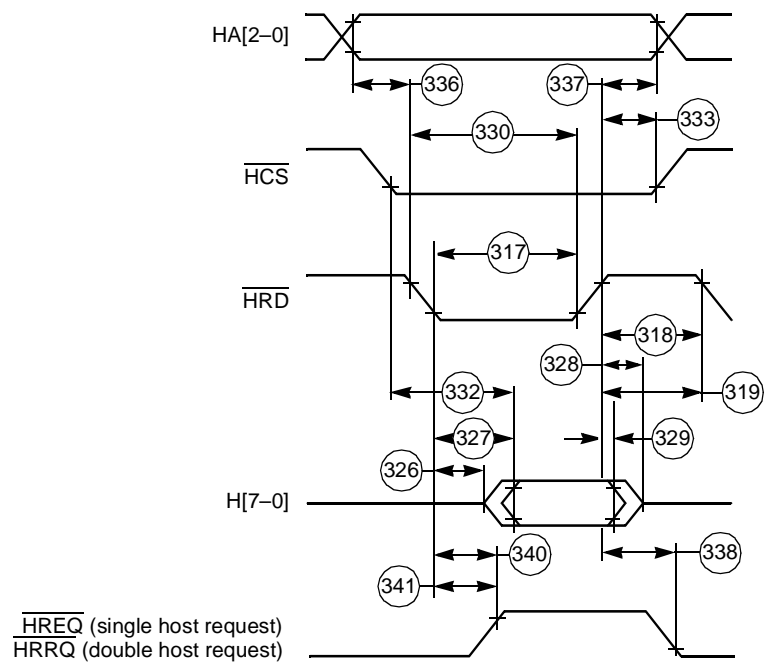 HA[2–0]
336
337
333
330
HCS
317
HRD
318
328
332
319
327
329
326
H[7–0]
340
338
341
HREQ (single host request)
HRRQ (double host request)